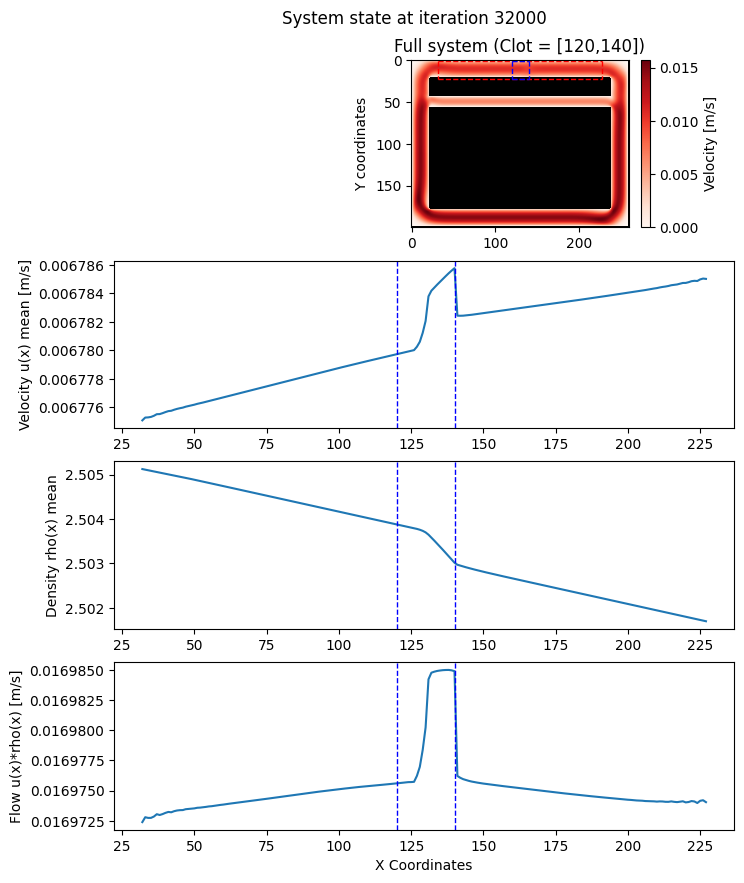 System state at iteration 32000
Full system (Clot = [120,140])
Y coordinates
0
50
100
150
0
100
200
0.015
0.010
0.005
0.000
Velocity [m/s]
Velocity u(x) mean [m/s]
0.006786
0.006784
0.006782
0.006780
0.006778
0.006776
25 50 75 100 125 150 175 200 225
Density rho(x) mean
2.505
2.504
2.503
2.502
25 50 75 100 125 150 175 200 225
Flow u(x)*rho(x) [m/s]
0.0169850
0.0169825
0.0169800
0.0169775
0.0169750
0.0169725
25 50 75 100 125 150 175 200 225
X Coordinates